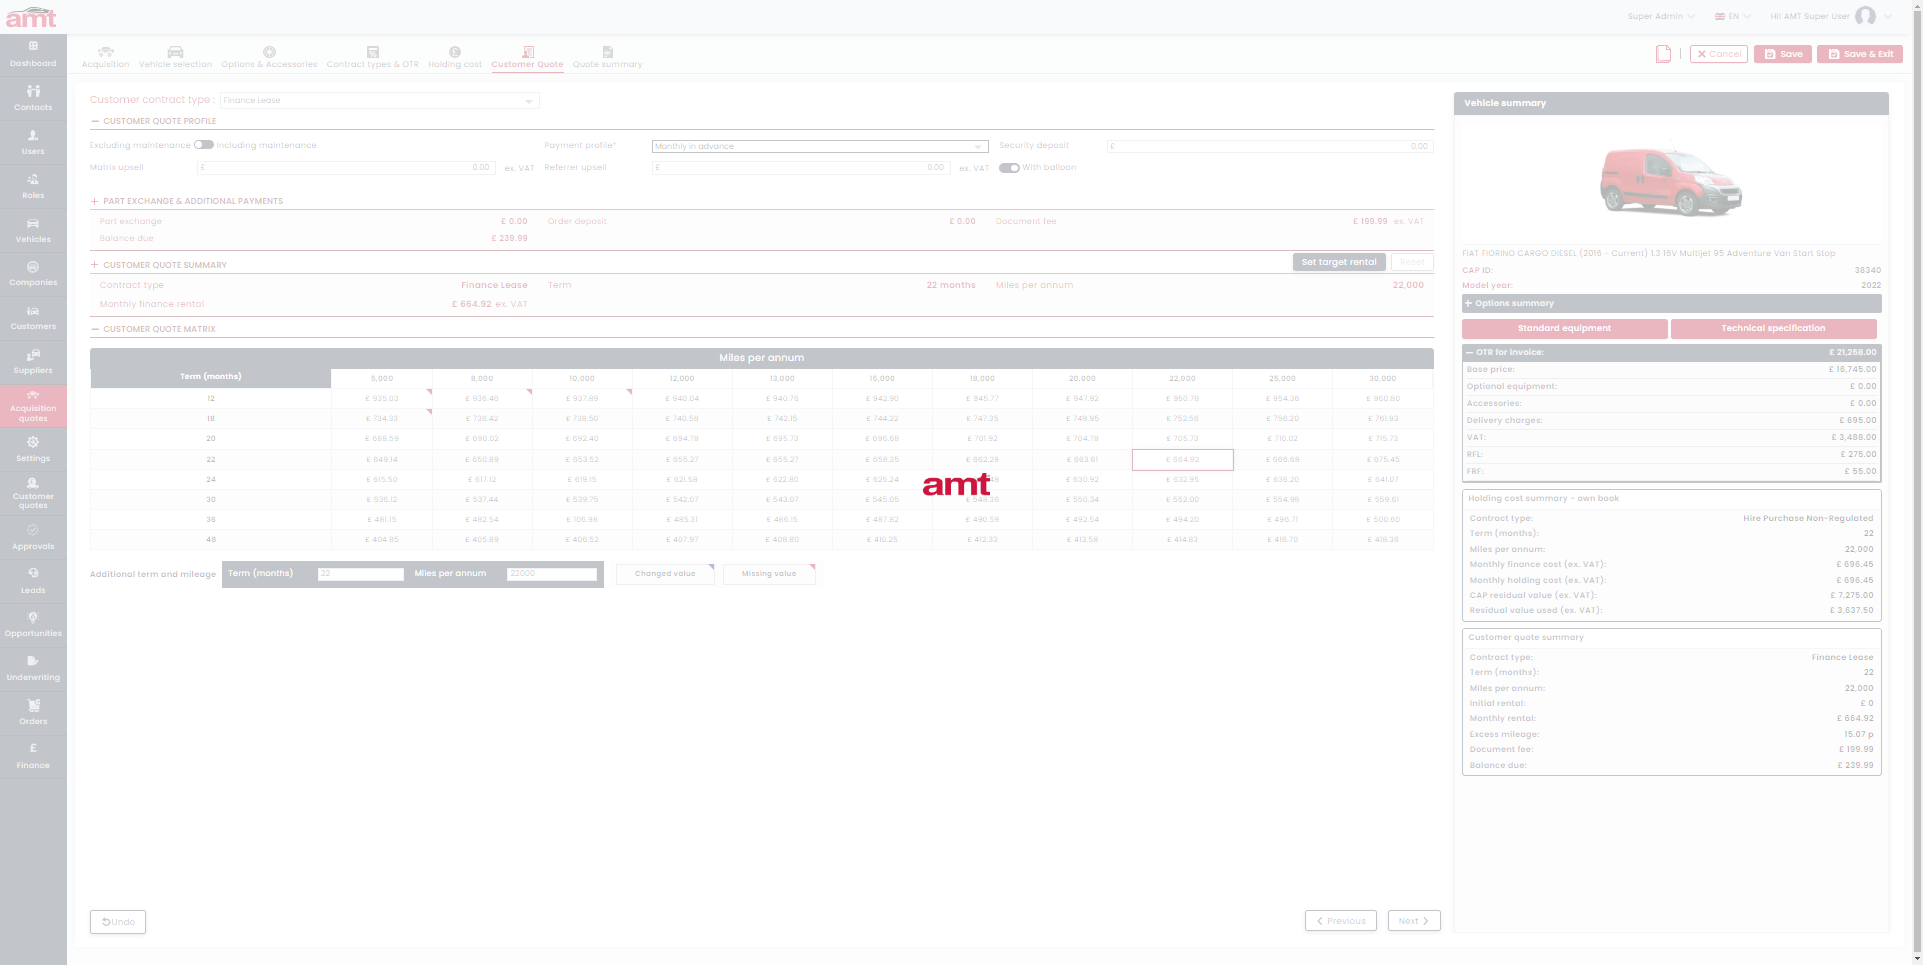 amt
Super Admin
EN
Hi! AMT Super User
Dashboard
Contacts
Users
Roles
Vehicles
Companies
Customers
Suppliers
Acquisition
quotes
Settings
Customer
quotes
Approvals
Leads
Opportunities
Underwriting
Orders
Finance
Acquisition
Vehicle selection
Options & Accessories
Contract types & OTR
Holding cost
Customer Quote
Quote summary
Cancel
Save
Save & Exit
Customer contract type : Finance Lease
CUSTOMER QUOTE PROFILE
Excluding maintenance Including maintenance Payment profile* Monthly in advance Security deposit £ 0.00
Matrix upsell £ 0.00 ex. VAT Referrer upsell £ 0.00 ex. VAT With balloon
PART EXCHANGE & ADDITIONAL PAYMENTS
Part exchange £ 0.00 Order deposit £ 0.00 Document fee £ 199.99 ex. VAT
Balance due £ 239.99
CUSTOMER QUOTE SUMMARY Set target rental Reset
Contract type Finance Lease Term 22 months Miles per annum 22,000
Monthly finance rental £ 664.92 ex. VAT
CUSTOMER QUOTE MATRIX
Miles per annum
Term (months) 5,000 8,000 10,000 12,000 13,000 15,000 18,000 20,000 22,000 25,000 30,000
12 £ 935.03 £ 936.46 £ 937.89 £ 940.04 £ 940.76 £ 942.90 £ 945.77 £ 947.92 £ 950.78 £ 954.36 £ 960.80
18 £ 734.33 £ 736.42 £ 738.50 £ 740.58 £ 742.15 £ 744.22 £ 747.35 £ 749.95 £ 752.56 £ 756.20 £ 761.93
20 £ 688.59 £ 690.02 £ 692.40 £ 694.78 £ 695.73 £ 696.68 £ 701.92 £ 704.78 £ 705.73 £ 710.02 £ 715.73
22 £ 649.14 £ 650.89 £ 653.52 £ 655.27 £ 655.27 £ 658.35 £ 662.29 £ 663.61 £ 664.92 £ 666.68 £ 675.45
24 £ 615.50 £ 617.12 £ 619.15 £ 621.58 £ 622.80 £ 625.24 £ 630.92 £ 632.95 £ 636.20 £ 641.07
amt
30 £ 536.12 £ 537.44 £ 539.75 £ 542.07 £ 543.07 £ 545.05 £ 548.36 £ 550.34 £ 552.00 £ 554.98 £ 559.61
36 £ 481.15 £ 482.54 £ 106.98 £ 485.31 £ 486.15 £ 487.82 £ 490.59 £ 492.54 £ 494.20 £ 496.71 £ 500.60
48 £ 404.85 £ 405.89 £ 406.52 £ 407.97 £ 408.80 £ 410.25 £ 412.33 £ 413.58 £ 414.83 £ 416.70 £ 418.36
Additional term and mileage Term (months) 22 Miles per annum 22000 Changed value Missing value
Undo
Previous
Next
Vehicle summary
FIAT FIORINO CARGO DIESEL (2016 - Current) 1.3 16V Multijet 95 Adventure Van Start Stop
CAP ID: 38340
Model year: 2022
Options summary
Standard equipment Technical specification
OTR for invoice: £ 21,258.00
Base price: £ 16,745.00
Optional equipment: £ 0.00
Accessories: £ 0.00
Delivery charges: £ 695.00
VAT: £ 3,488.00
RFL: £ 275.00
FRF: £ 55.00
Holding cost summary - own book
Contract type: Hire Purchase Non-Regulated
Term (months): 22
Miles per annum: 22,000
Monthly finance cost (ex. VAT): £ 696.45
Monthly holding cost (ex. VAT): £ 696.45
CAP residual value (ex. VAT): £ 7,275.00
Residual value used (ex. VAT): £ 3,637.50
Customer quote summary
Contract type: Finance Lease
Term (months): 22
Miles per annum: 22,000
Initial rental: £ 0
Monthly rental: £ 664.92
Excess mileage: 15.07 p
Document fee: £ 199.99
Balance due: £ 239.99